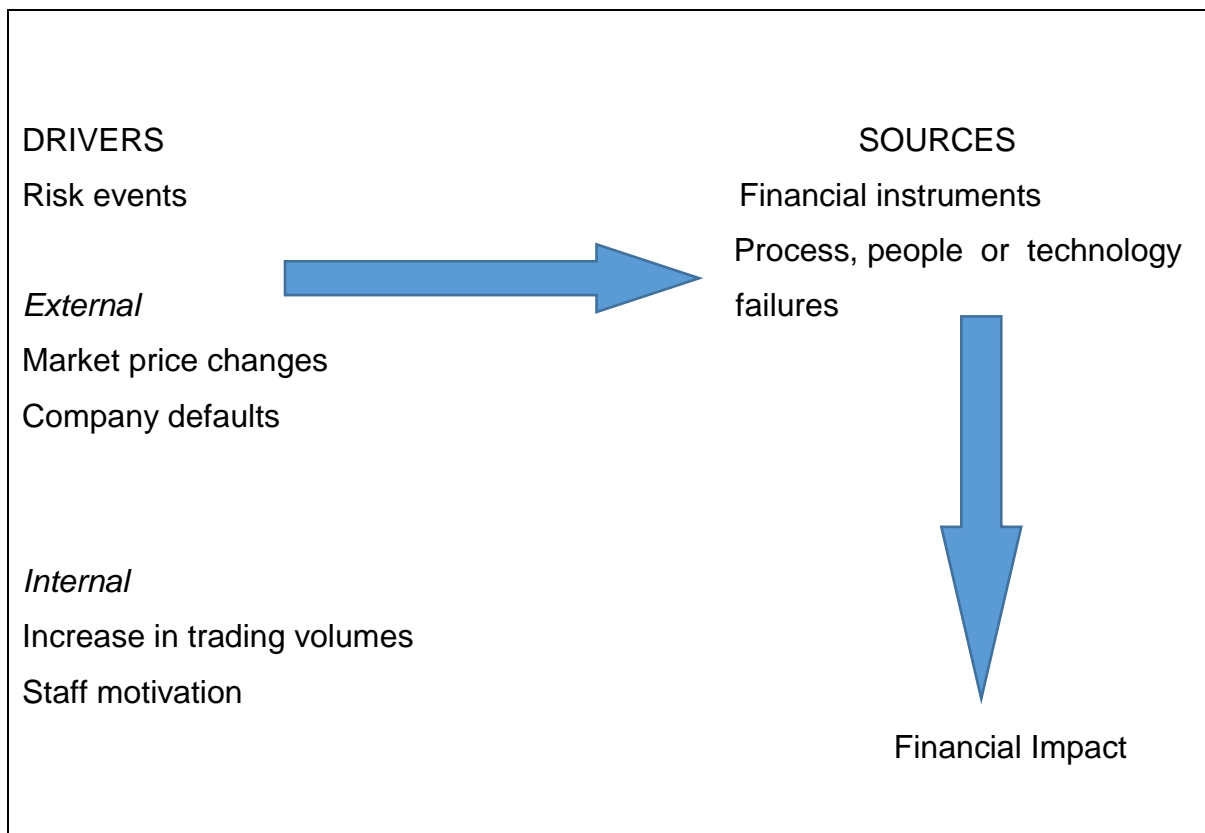 DRIVERS
Risk events
External
Market price changes
Company defaults
Internal
Increase in trading volumes
Staff motivation
SOURCES
Financial instruments
Process, people or technology
failures
Financial Impact